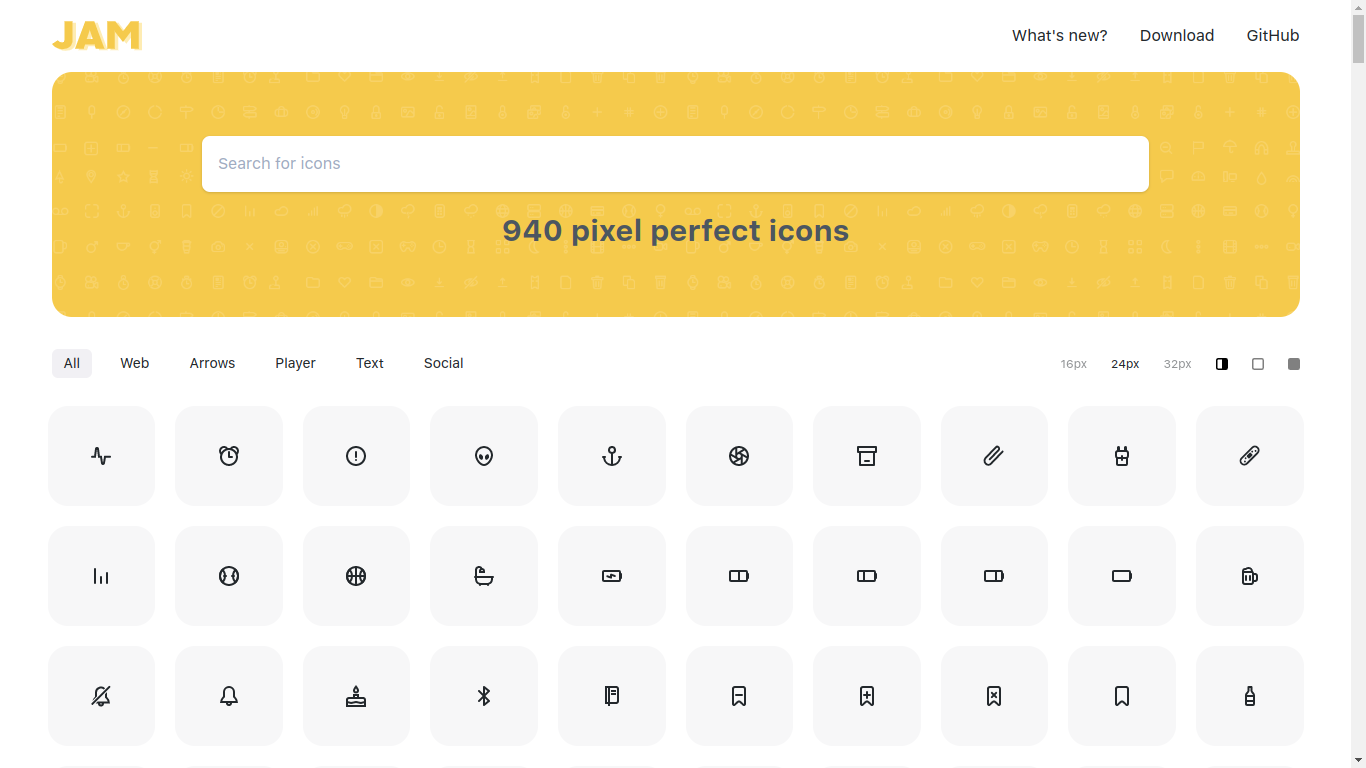 JAM
What's new?
Download
GitHub
Search for icons
940 pixel perfect icons
All
Web
Arrows
Player
Text
Social
16px
24px
32px